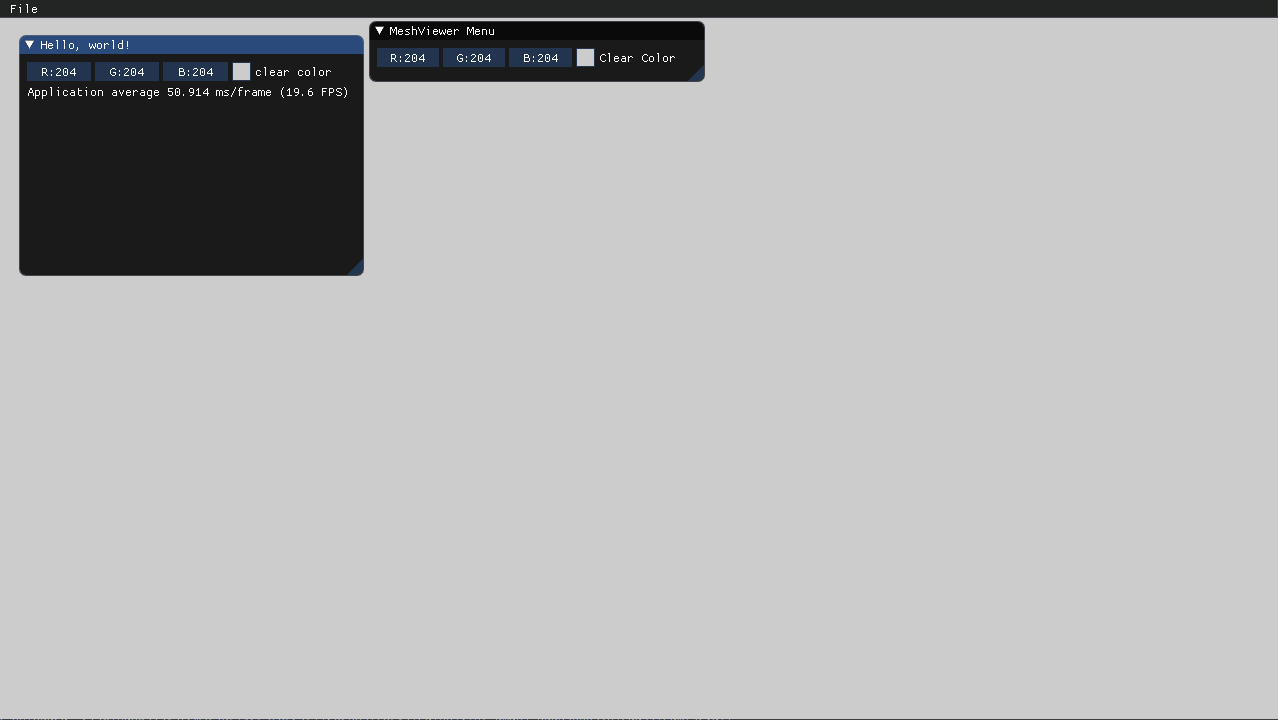 File
Hello, world!
R:204 G:204 B:204 clear color
Application average 50.914 ms/frame (19.6 FPS)
MeshViewer Menu
R:204 G:204 B:204 Clear Color